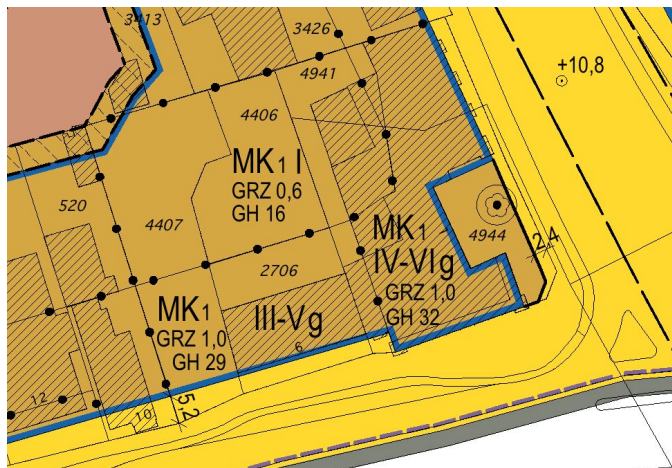 3413
3426
4941
+10,8
4406
MK1 I
GRZ 0,6
GH 16
520
4407
MK1
IV-VIg
GRZ 1,0
GH 32
4944
2,4
2706
MK1
III-Vg
GRZ 1,0
GH 29
6
12
10
5,2